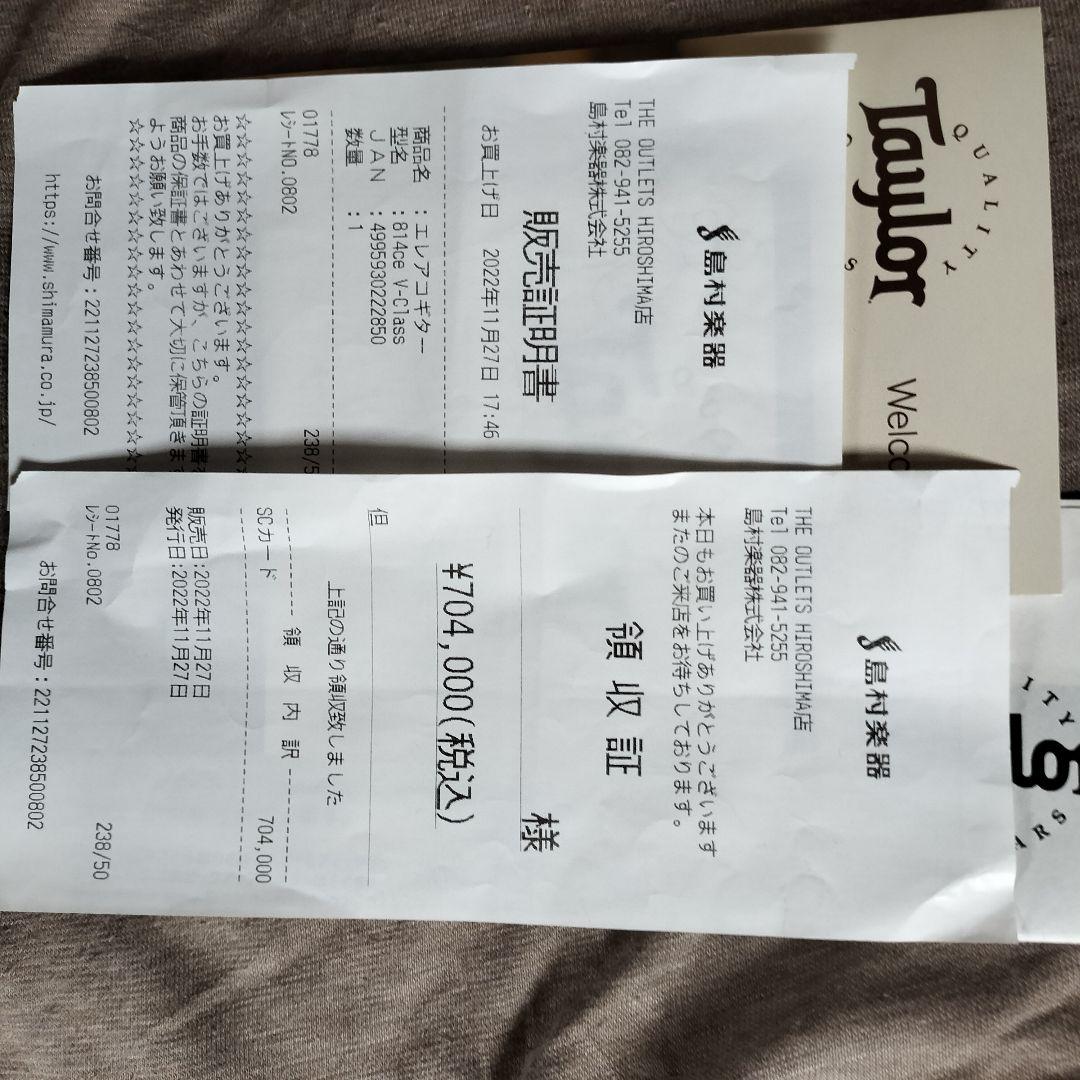 島村楽器
THE OUTLETS HIROSHIMA店
Tel 082-941-5255
島村楽器株式会社
販売証明書
お買上げ日 2022年11月27日 17:46
商品名 :エレアコギター
型名 :814ce V-Class
JAN :4995930222850
数量 :1
01778
レシートNO.0802 238/5
☆☆☆☆☆☆☆☆☆☆☆☆☆☆☆☆☆☆☆☆
お買上げありがとうございます。
お手数ではございますが、こちらの証明書を
商品の保証書とあわせて大切に保管頂きます
ようお願い致します。
☆☆☆☆☆☆☆☆☆☆☆☆☆☆☆☆☆☆☆☆
お問合せ番号:221127238500802
https://www.shimamura.co.jp/
島村楽器
THE OUTLETS HIROSHIMA店
Tel 082-941-5255
島村楽器株式会社
本日もお買い上げありがとうございます
またのご来店をお待ちしております。
領収証
様
¥704,000(税込)
但
上記の通り領収致しました
領収内訳
SCカード 704,000
販売日:2022年11月27日
発行日:2022年11月27日
01778
レシートNo.0802 238/50
お問合せ番号:221127238500802
QUALITY
Taylor
Welco
ITY
ARS